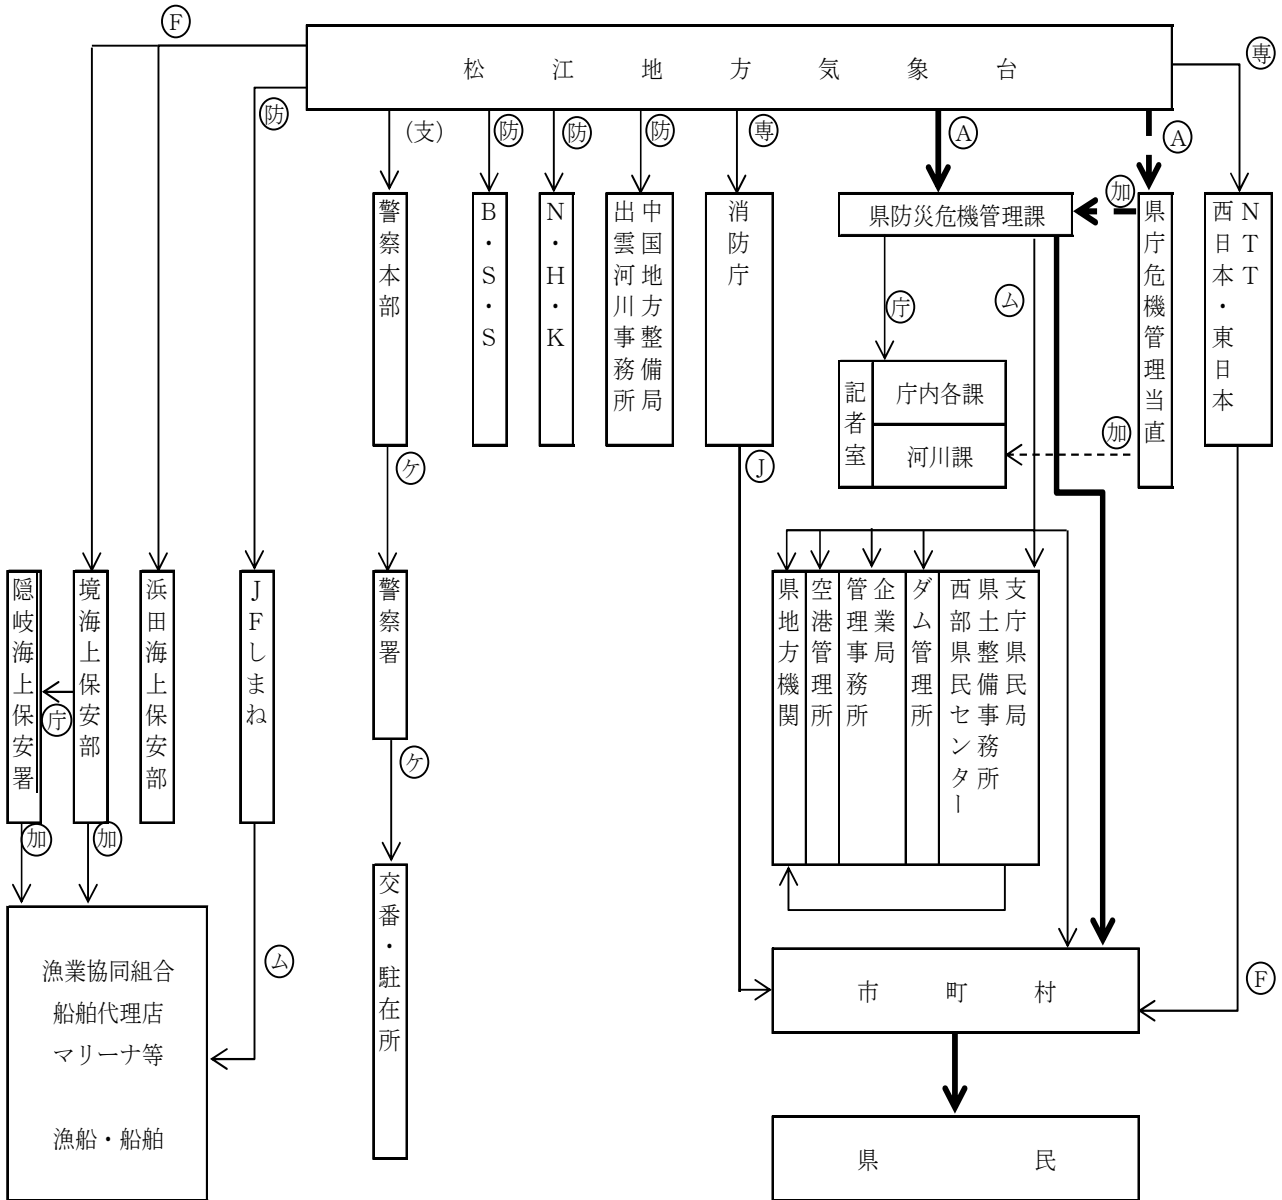 Ⓕ
松江地方気象台
専
防
(支)
防
防
防
専
Ⓐ
Ⓐ
警察本部
B・S・S
N・H・K
中国地方整備局
出雲河川事務所
消防庁
県防災危機管理課
加
県庁危機管理当直
NTT
西日本・東日本
庁
ム
記者室
庁内各課
河川課
加
ケ
Ⓙ
隠岐海上保安署
庁
境海上保安部
浜田海上保安部
JFしまね
警察署
県地方機関
空港管理所
企業局
管理事務所
ダム管理所
支庁県民局
県土整備事務所
西部県民センター
ケ
加
加
交番・駐在所
漁業協同組合
船舶代理店
マリーナ等
漁船・船舶
ム
市町村
Ⓕ
県民